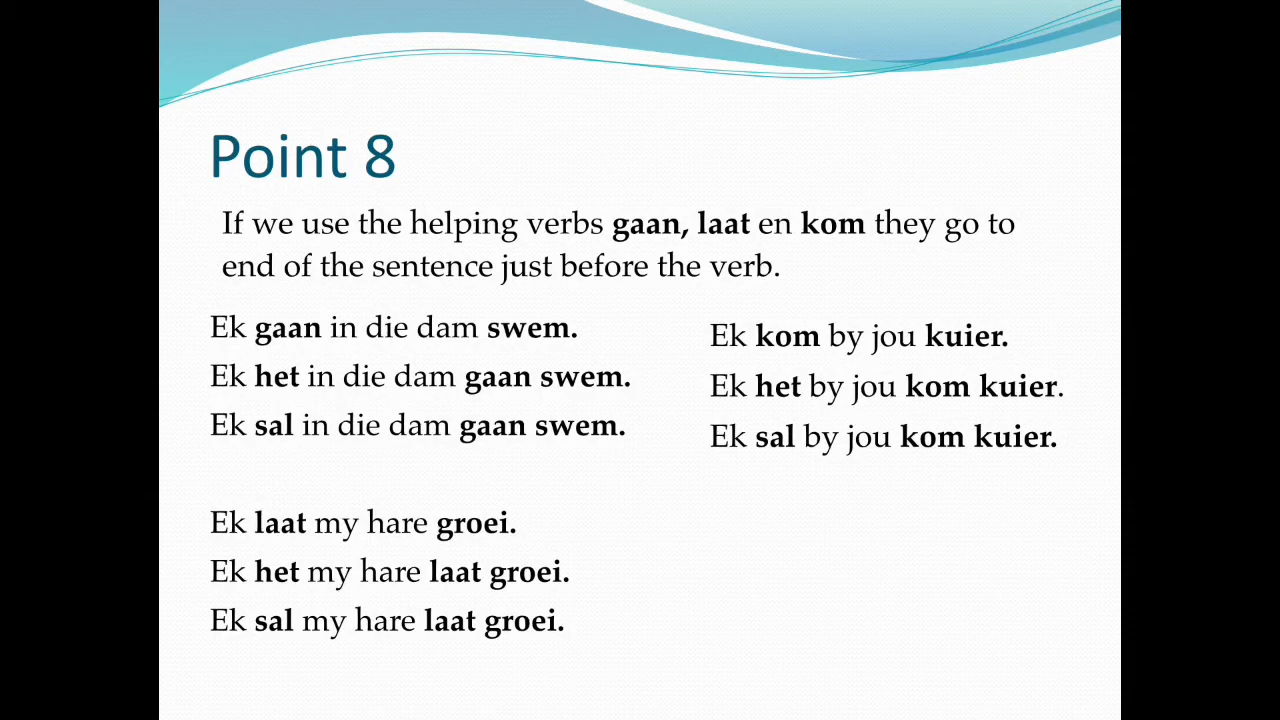 Point 8
If we use the helping verbs gaan, laat en kom they go to
end of the sentence just before the verb.
Ek gaan in die dam swem.
Ek het in die dam gaan swem.
Ek sal in die dam gaan swem.
Ek laat my hare groei.
Ek het my hare laat groei.
Ek sal my hare laat groei.
Ek kom by jou kuier.
Ek het by jou kom kuier.
Ek sal by jou kom kuier.